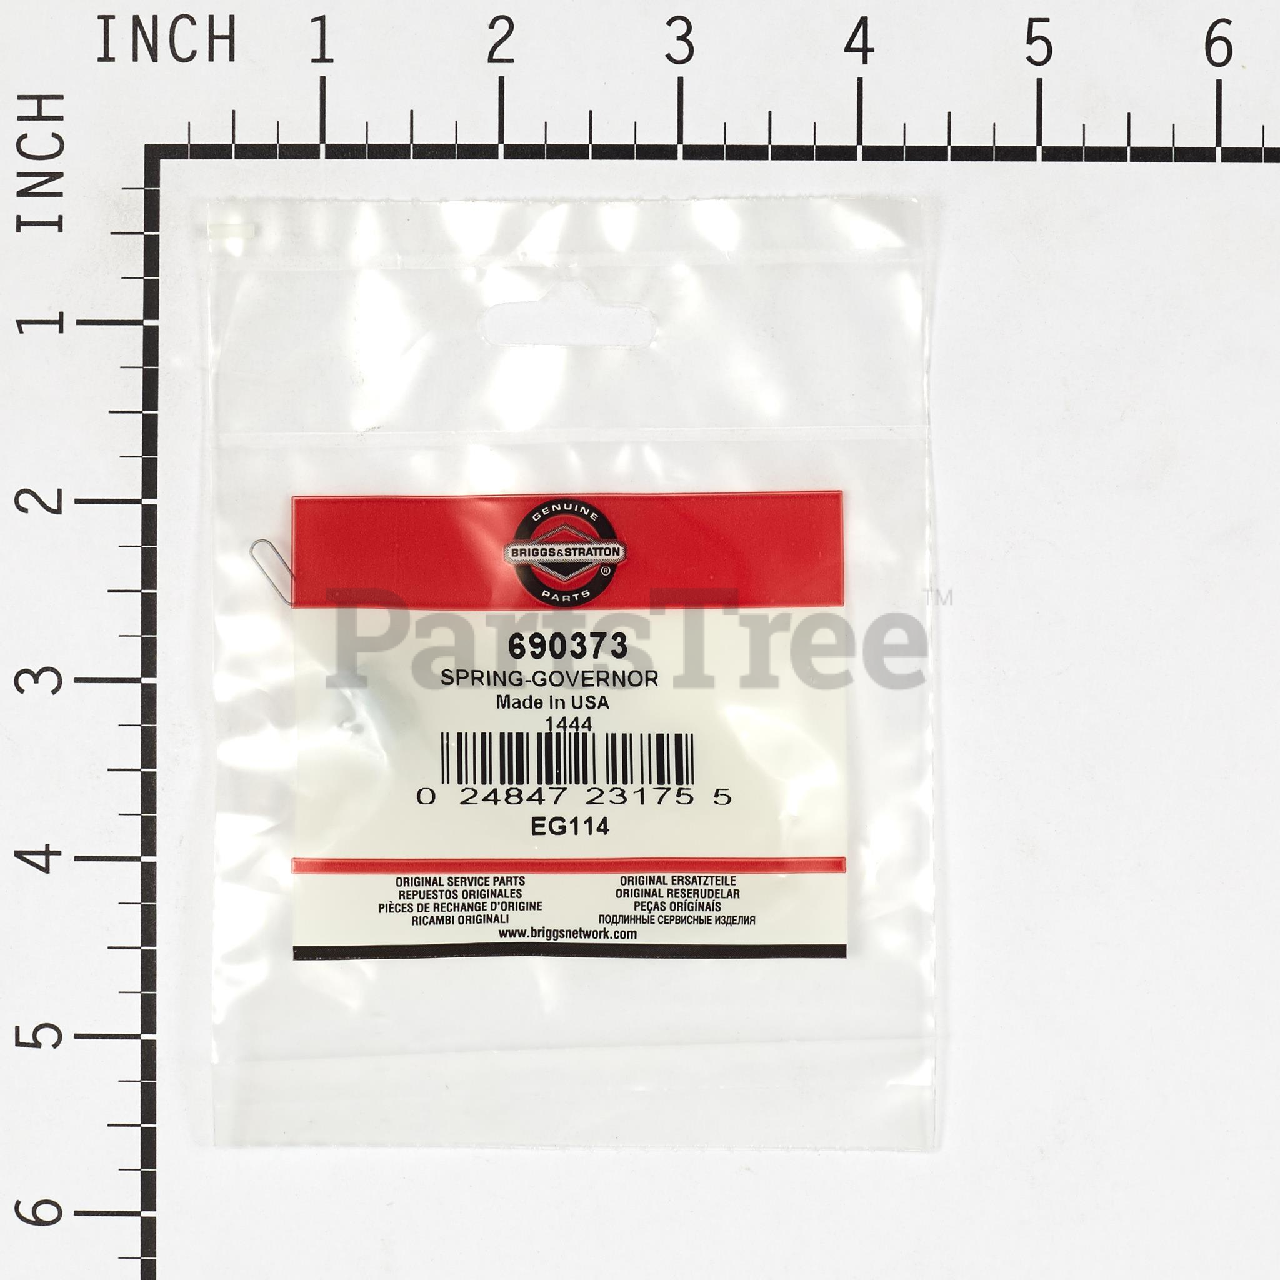 INCH 1 2 3 4 5 6
INCH
1
2
3
4
5
6
GENUINE
BRIGGS&STRATTON
®
PARTS
PartsTree™
690373
SPRING-GOVERNOR
Made In USA
1444
0 24847 23175 5
EG114
ORIGINAL SERVICE PARTS
REPUESTOS ORIGINALES
PIÈCES DE RECHANGE D'ORIGINE
RICAMBI ORIGINALI
ORIGINAL ERSATZTEILE
ORIGINAL RESERUDELAR
PEÇAS ORIGINAIS
ПОДЛИННЫЕ СЕРВИСНЫЕ ИЗДЕЛИЯ
www.briggsnetwork.com